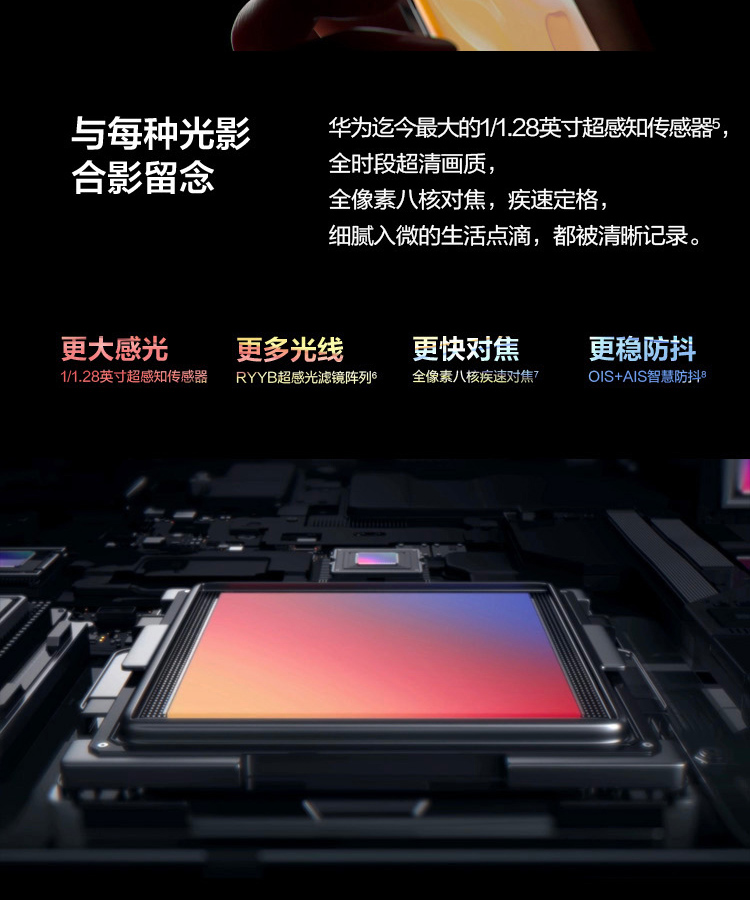 与每种光影
合影留念
华为迄今最大的1/1.28英寸超感知传感器⁵，
全时段超清画质，
全像素八核对焦，疾速定格，
细腻入微的生活点滴，都被清晰记录。
更大感光
1/1.28英寸超感知传感器
更多光线
RYYB超感光滤镜阵列⁶
更快对焦
全像素八核疾速对焦⁷
更稳防抖
OIS+AIS智慧防抖⁸